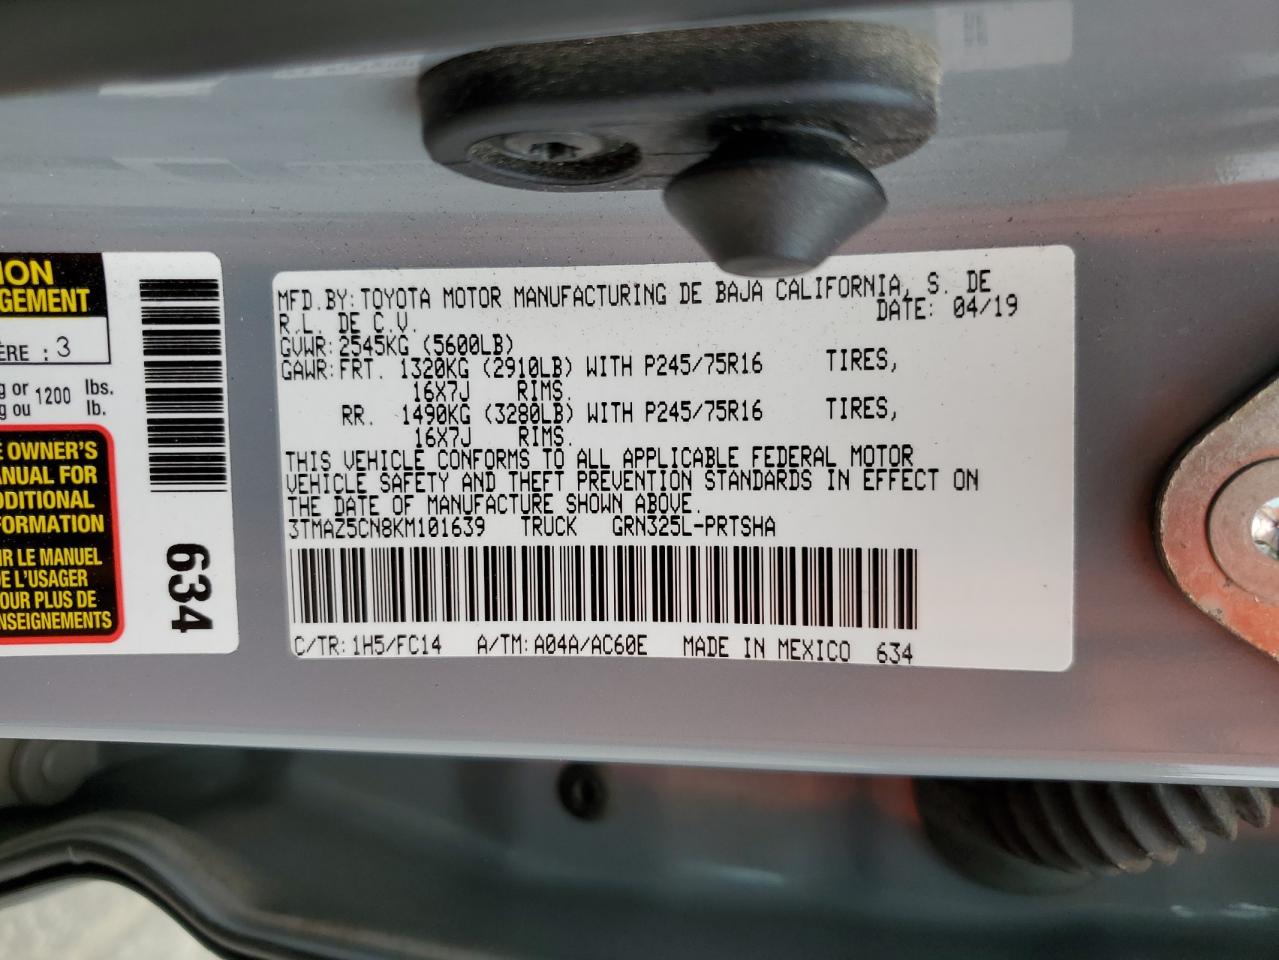 ION
GEMENT
ÈRE : 3
g or 1200 lbs.
g ou lb.
E OWNER'S
ANUAL FOR
DDITIONAL
FORMATION
IR LE MANUEL
DE L'USAGER
OUR PLUS DE
NSEIGNEMENTS
634
MFD.BY:TOYOTA MOTOR MANUFACTURING DE BAJA CALIFORNIA, S. DE
R.L. DE C.V. DATE: 04/19
GVWR:2545KG (5600LB)
GAWR:FRT. 1320KG (2910LB) WITH P245/75R16 TIRES,
16X7J RIMS.
RR. 1490KG (3280LB) WITH P245/75R16 TIRES,
16X7J RIMS.
THIS VEHICLE CONFORMS TO ALL APPLICABLE FEDERAL MOTOR
VEHICLE SAFETY AND THEFT PREVENTION STANDARDS IN EFFECT ON
THE DATE OF MANUFACTURE SHOWN ABOVE.
3TMAZ5CN8KM101639 TRUCK GRN325L-PRTSHA
C/TR:1H5/FC14 A/TM:A04A/AC60E MADE IN MEXICO 634